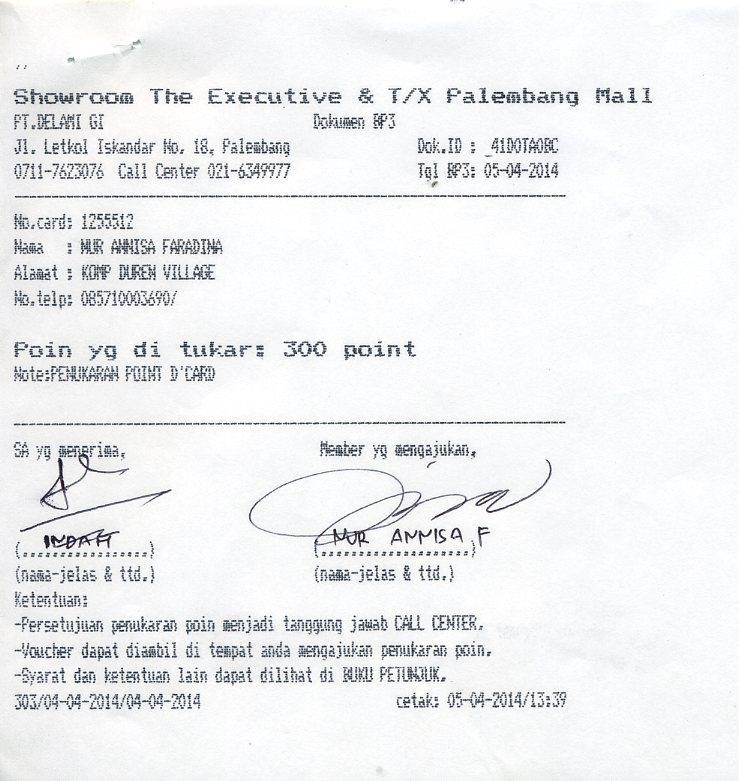 Showroom The Executive & T/X Palembang Mall
PT.DELAMI GI Dokumen BP3
Jl. Letkol Iskandar No. 18, Palembang Dok.ID : _41D0TA0BC
0711-7623076 Call Center 021-6349977 Tgl BP3: 05-04-2014
No.card: 1255512
Nama : NUR ANNISA FARADINA
Alamat : KOMP DUREN VILLAGE
No.telp: 085710003690/
Poin yg di tukar: 300 point
Note:PENUKARAN POINT D'CARD
SA yg menerima, Member yg mengajukan,
INDAH NUR ANNISA F
(.................) (.....................)
(nama-jelas & ttd.) (nama-jelas & ttd.)
Ketentuan:
-Persetujuan penukaran poin menjadi tanggung jawab CALL CENTER.
-Voucher dapat diambil di tempat anda mengajukan penukaran poin.
-Syarat dan ketentuan lain dapat dilihat di BUKU PETUNJUK.
303/04-04-2014/04-04-2014 cetak: 05-04-2014/13:39